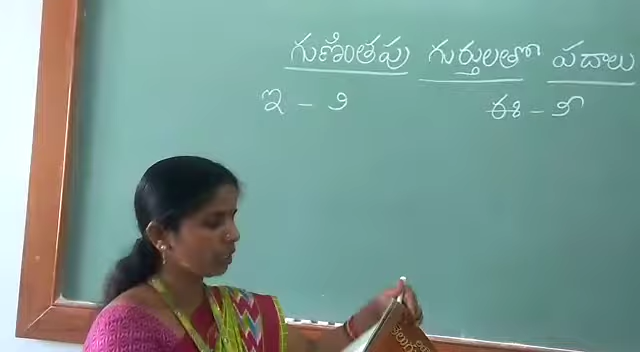 గుణింతపు గుర్తులతో పదాలు
ఇ - ి ఈ - ీ
తెలుగు